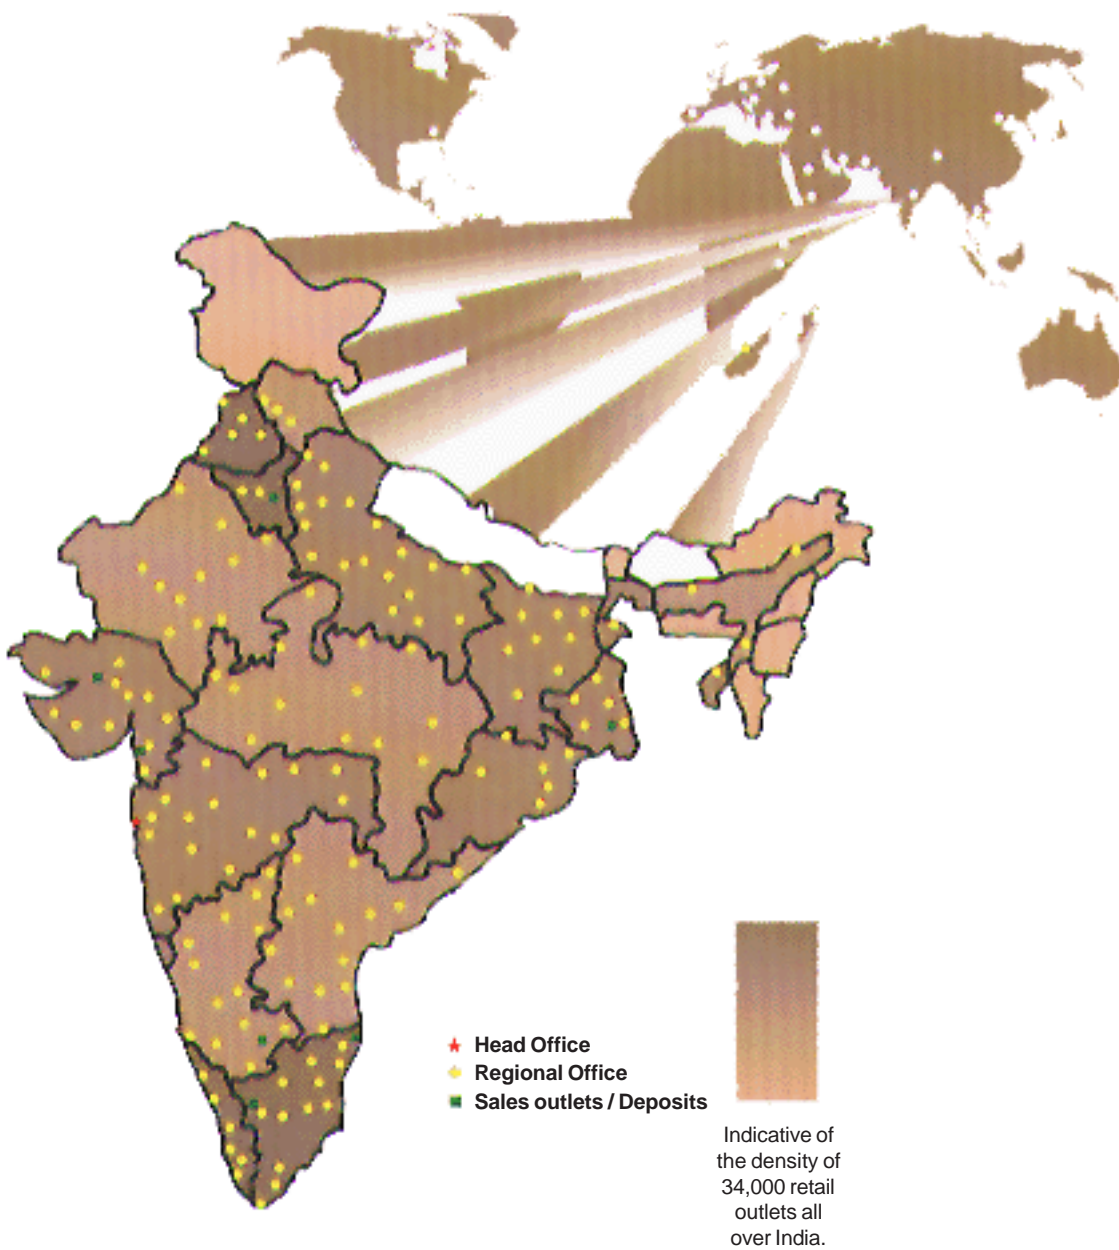 Head Office
Regional Office
Sales outlets / Deposits
Indicative of
the density of
34,000 retail
outlets all
over India.